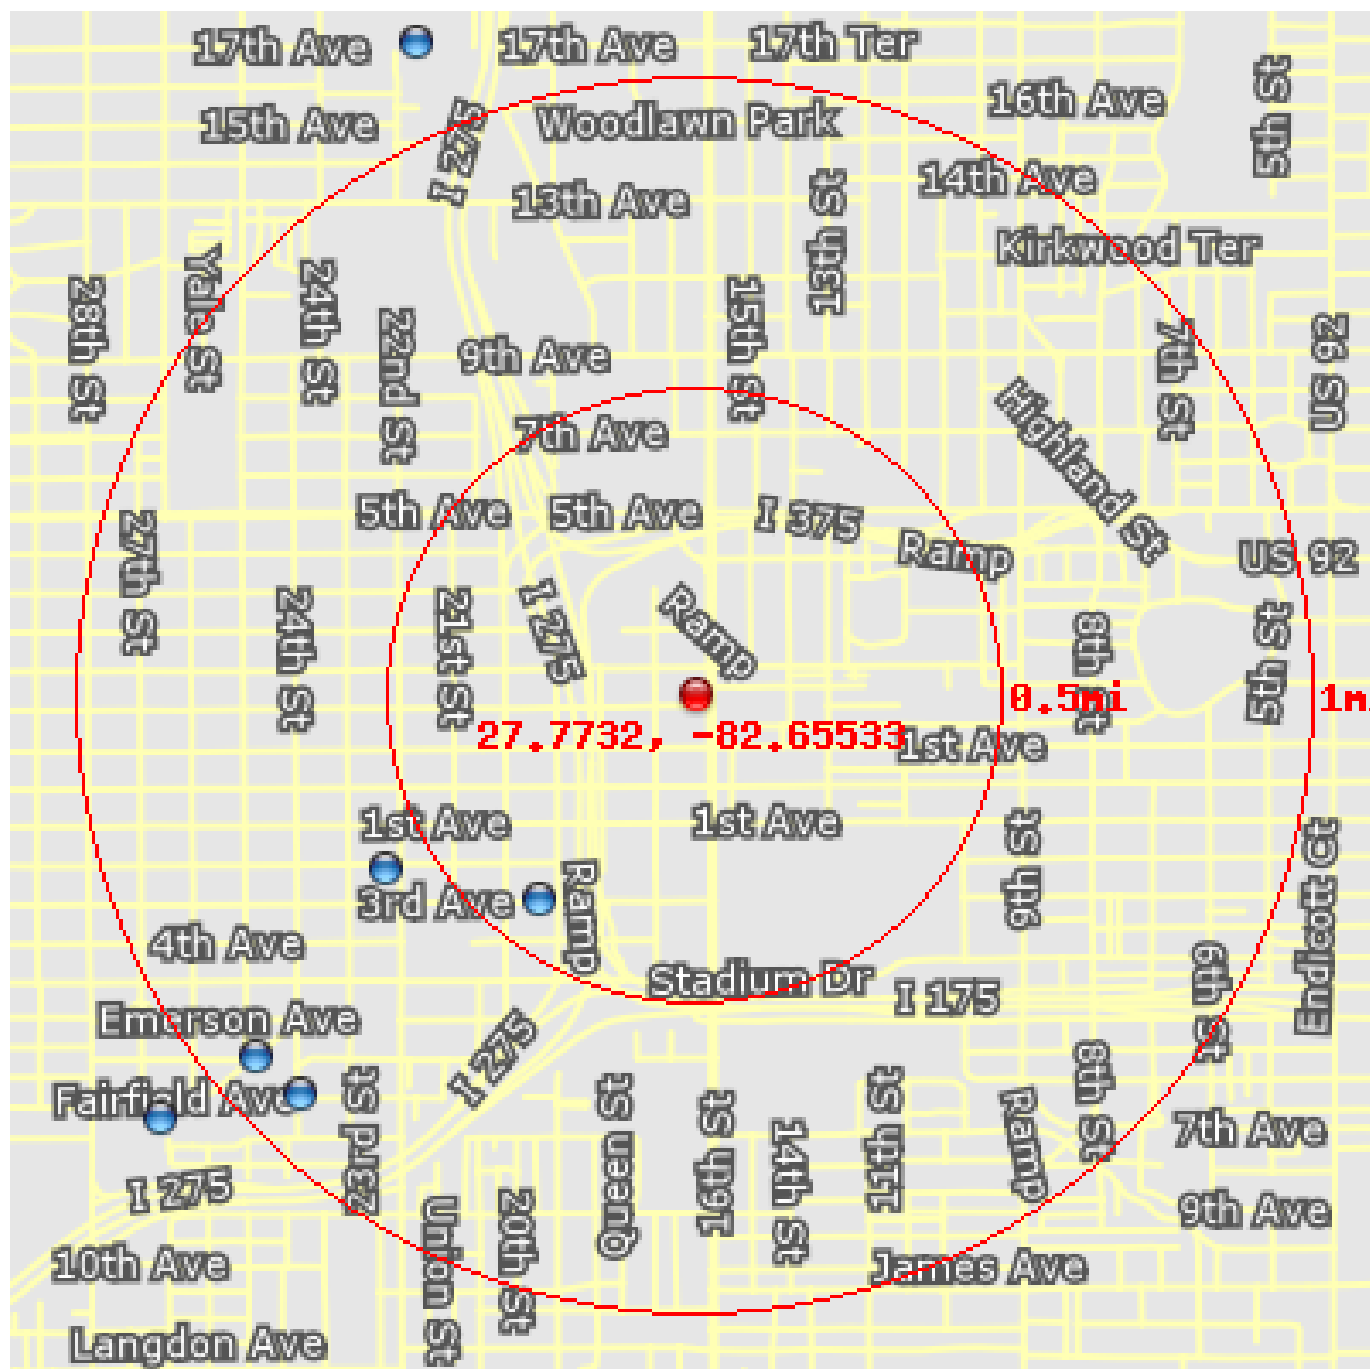 17th Ave
17th Ave
17th Ter
16th Ave
5th St
15th Ave
I 275
Woodlawn Park
14th Ave
13th Ave
13th St
Kirkwood Ter
Yale St
24th St
28th St
22nd St
15th St
7th St
US 92
9th Ave
7th Ave
Highland St
5th Ave
5th Ave
I 375
Ramp
US 92
27th St
24th St
21st St
I 275
Ramp
8th St
5th St
0.5mi
1m
27.7732, -82.65533
1st Ave
1st Ave
1st Ave
9th St
Endicott Ct
3rd Ave
Ramp
4th Ave
6th St
Stadium Dr
I 175
Emerson Ave
I 275
Fairfield Ave
23rd St
Queen St
16th St
14th St
11th St
Ramp
8th St
7th Ave
I 275
Union St
20th St
9th Ave
10th Ave
James Ave
Langdon Ave